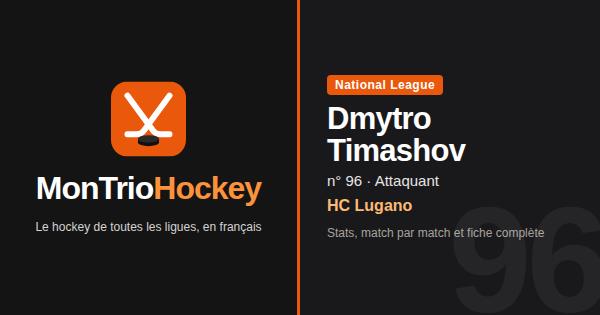 MonTrioHockey
Le hockey de toutes les ligues, en français
National League
Dmytro
Timashov
n° 96 · Attaquant
HC Lugano
Stats, match par match et fiche complète
96